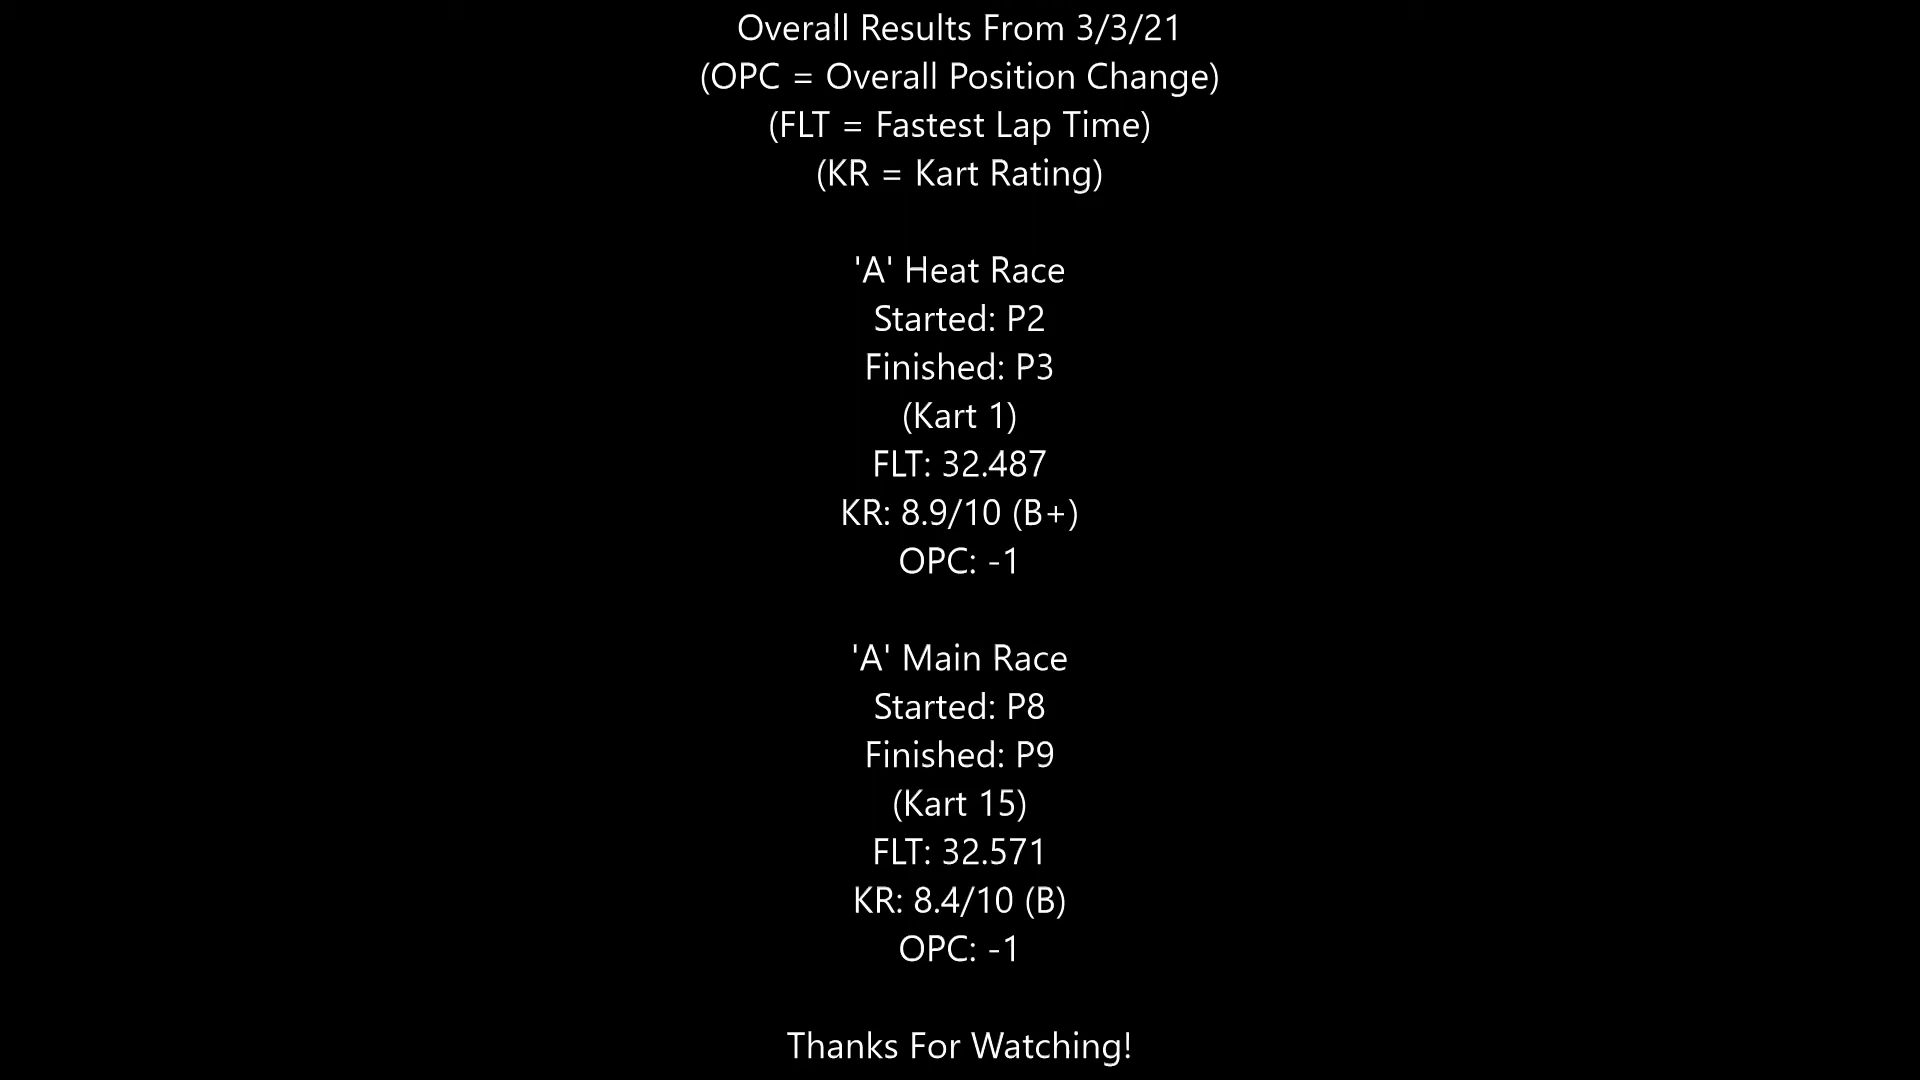 Overall Results From 3/3/21
(OPC = Overall Position Change)
(FLT = Fastest Lap Time)
(KR = Kart Rating)
'A' Heat Race
Started: P2
Finished: P3
(Kart 1)
FLT: 32.487
KR: 8.9/10 (B+)
OPC: -1
'A' Main Race
Started: P8
Finished: P9
(Kart 15)
FLT: 32.571
KR: 8.4/10 (B)
OPC: -1
Thanks For Watching!